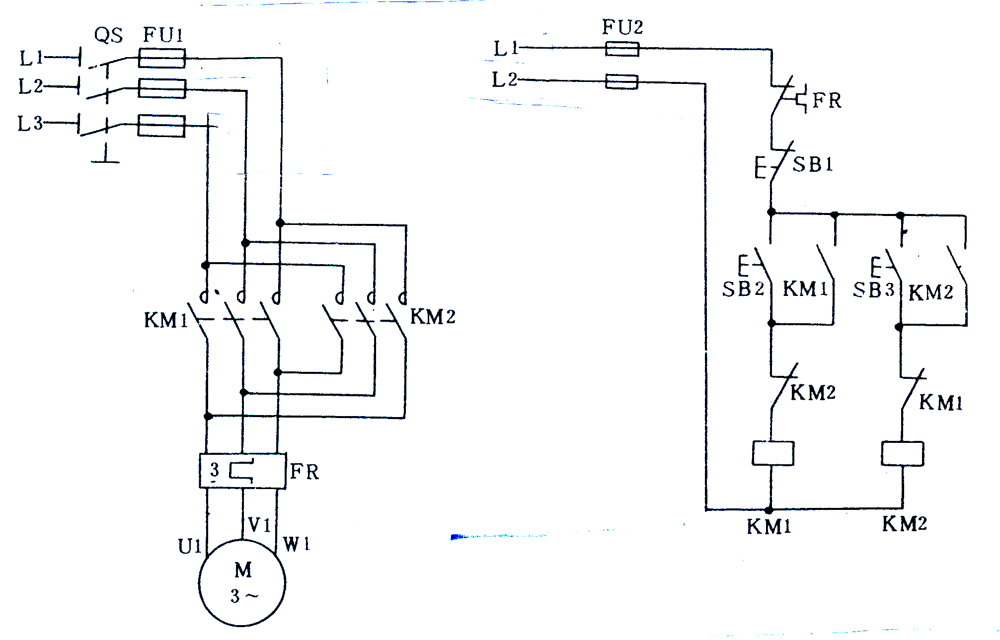 QS FU1
L1
L2
L3
KM1 KM2
3 FR
V1
U1 W1
M
3~
FU2
L1
L2
FR
SB1
SB2 KM1 SB3 KM2
KM2 KM1
KM1 KM2